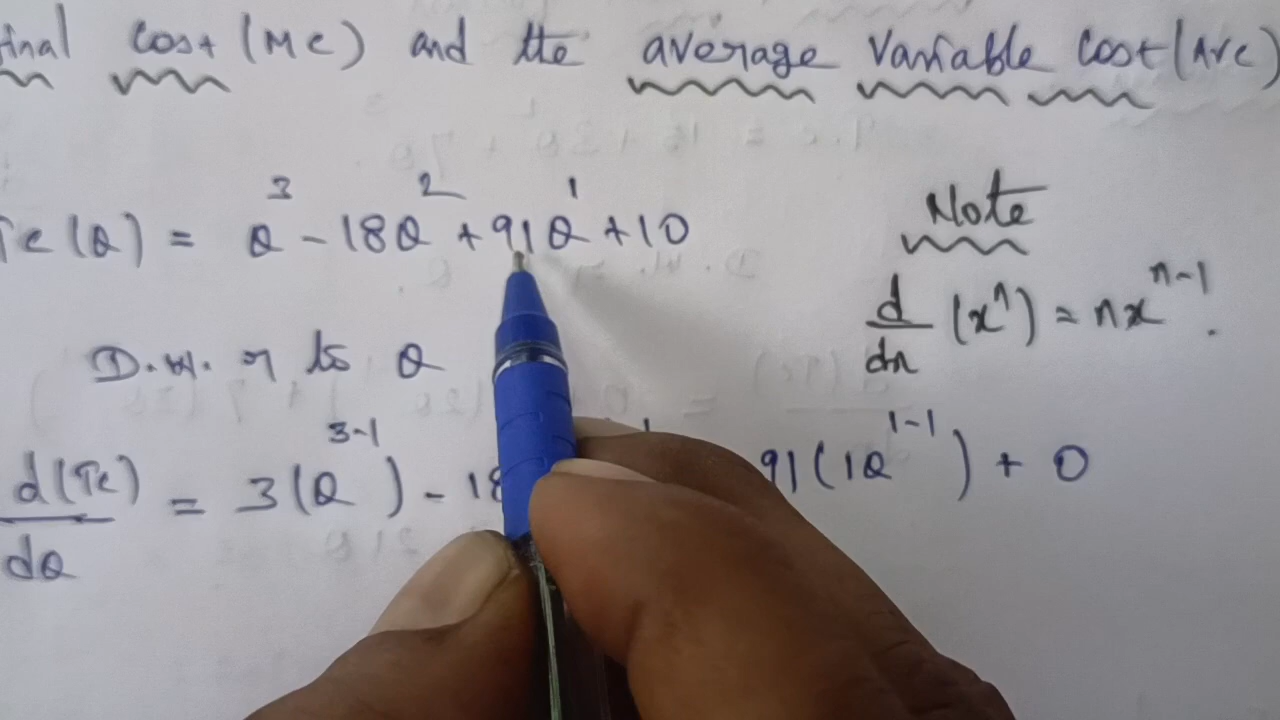 inal cost (MC) and the average variable cost (AVC)
Tc(Q) = Q³ - 18Q² + 91Q¹ + 10
Note
d/dx (xⁿ) = nxⁿ⁻¹.
D.w. r to Q
d(Tc)/dQ = 3(Q³⁻¹) - 18 91(1Q¹⁻¹) + 0